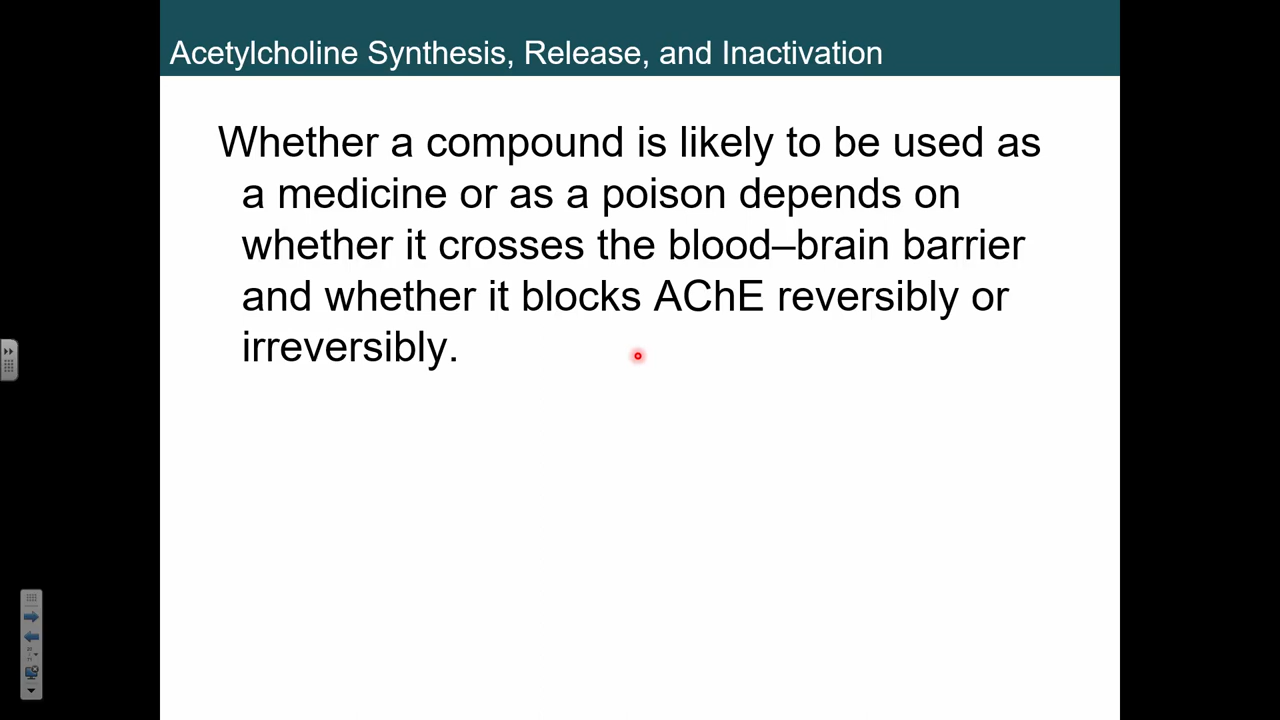 Acetylcholine Synthesis, Release, and Inactivation
Whether a compound is likely to be used as
a medicine or as a poison depends on
whether it crosses the blood–brain barrier
and whether it blocks AChE reversibly or
irreversibly.